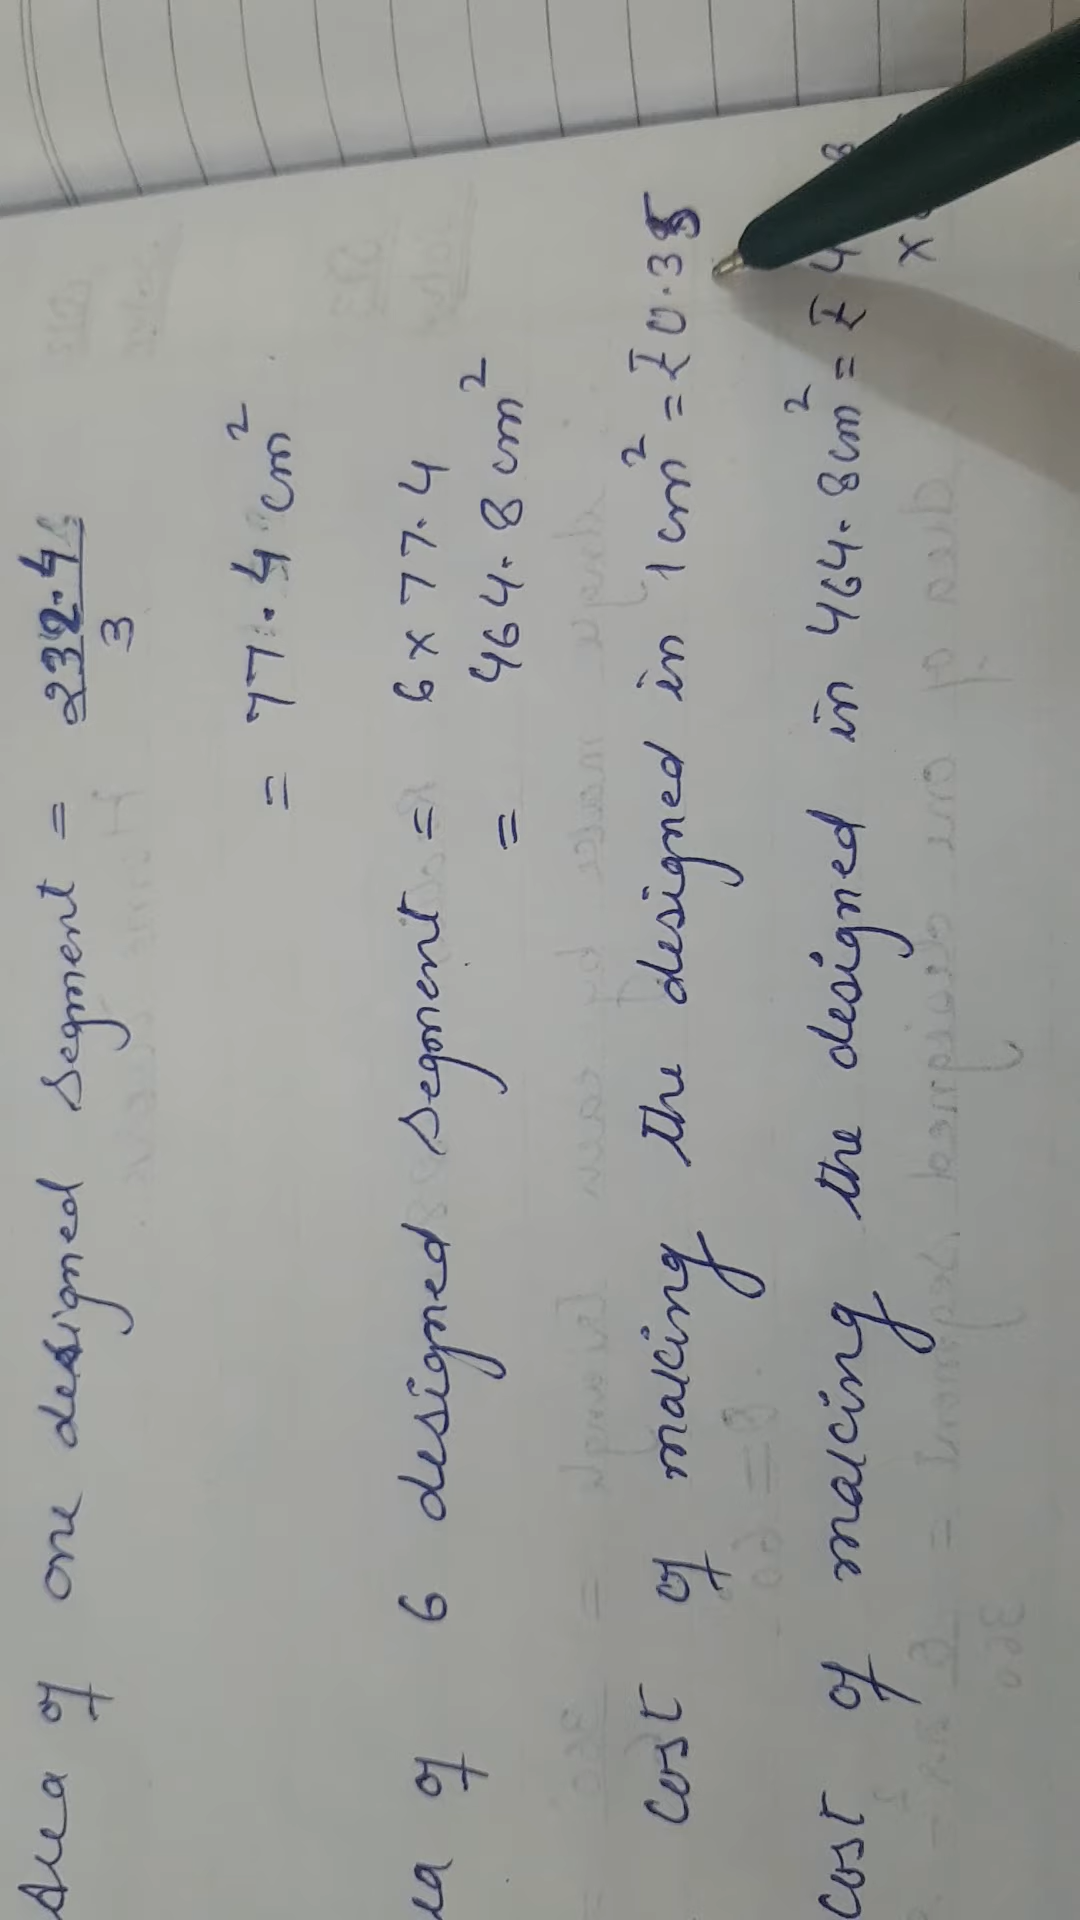 Area of one designed segment = 232.4
3
= 77.4 cm²
ea of 6 designed segment = 6 x 77.4
= 464.8 cm²
Cost of making the designed in 1 cm² = ₹0.35
Cost of making the designed in 464.8cm² = ₹ 4
x